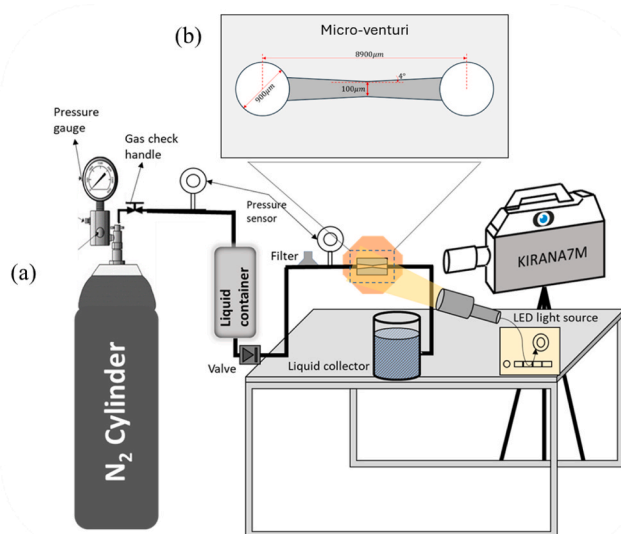 (b)
Micro-venturi
8900μm
4°
900μm
100μm
Pressure
gauge
Gas check
handle
Pressure
sensor
(a)
Filter
KIRANA7M
Liquid
container
LED light source
Valve
Liquid collector
N₂ Cylinder